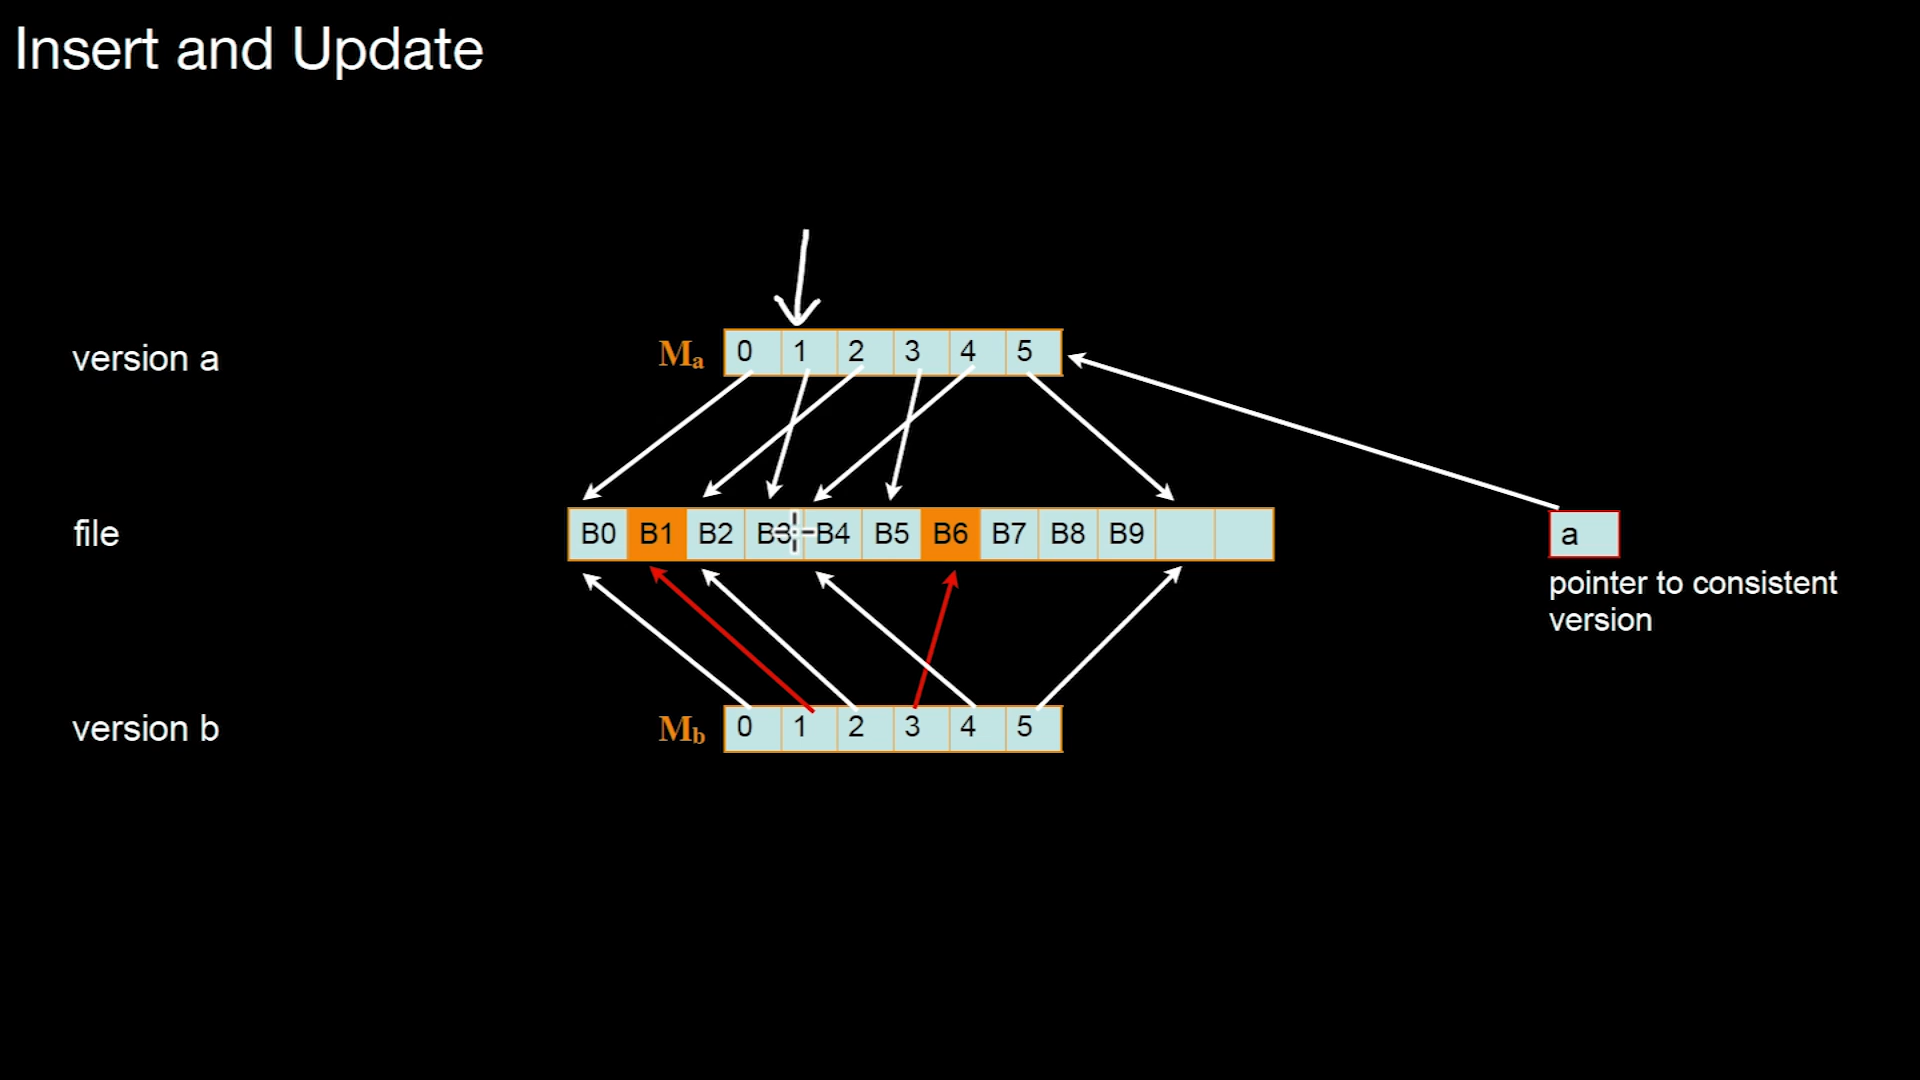 Insert and Update
version a
Ma 0 1 2 3 4 5
file
B0 B1 B2 B3 B4 B5 B6 B7 B8 B9
a
pointer to consistent
version
version b
Mb 0 1 2 3 4 5